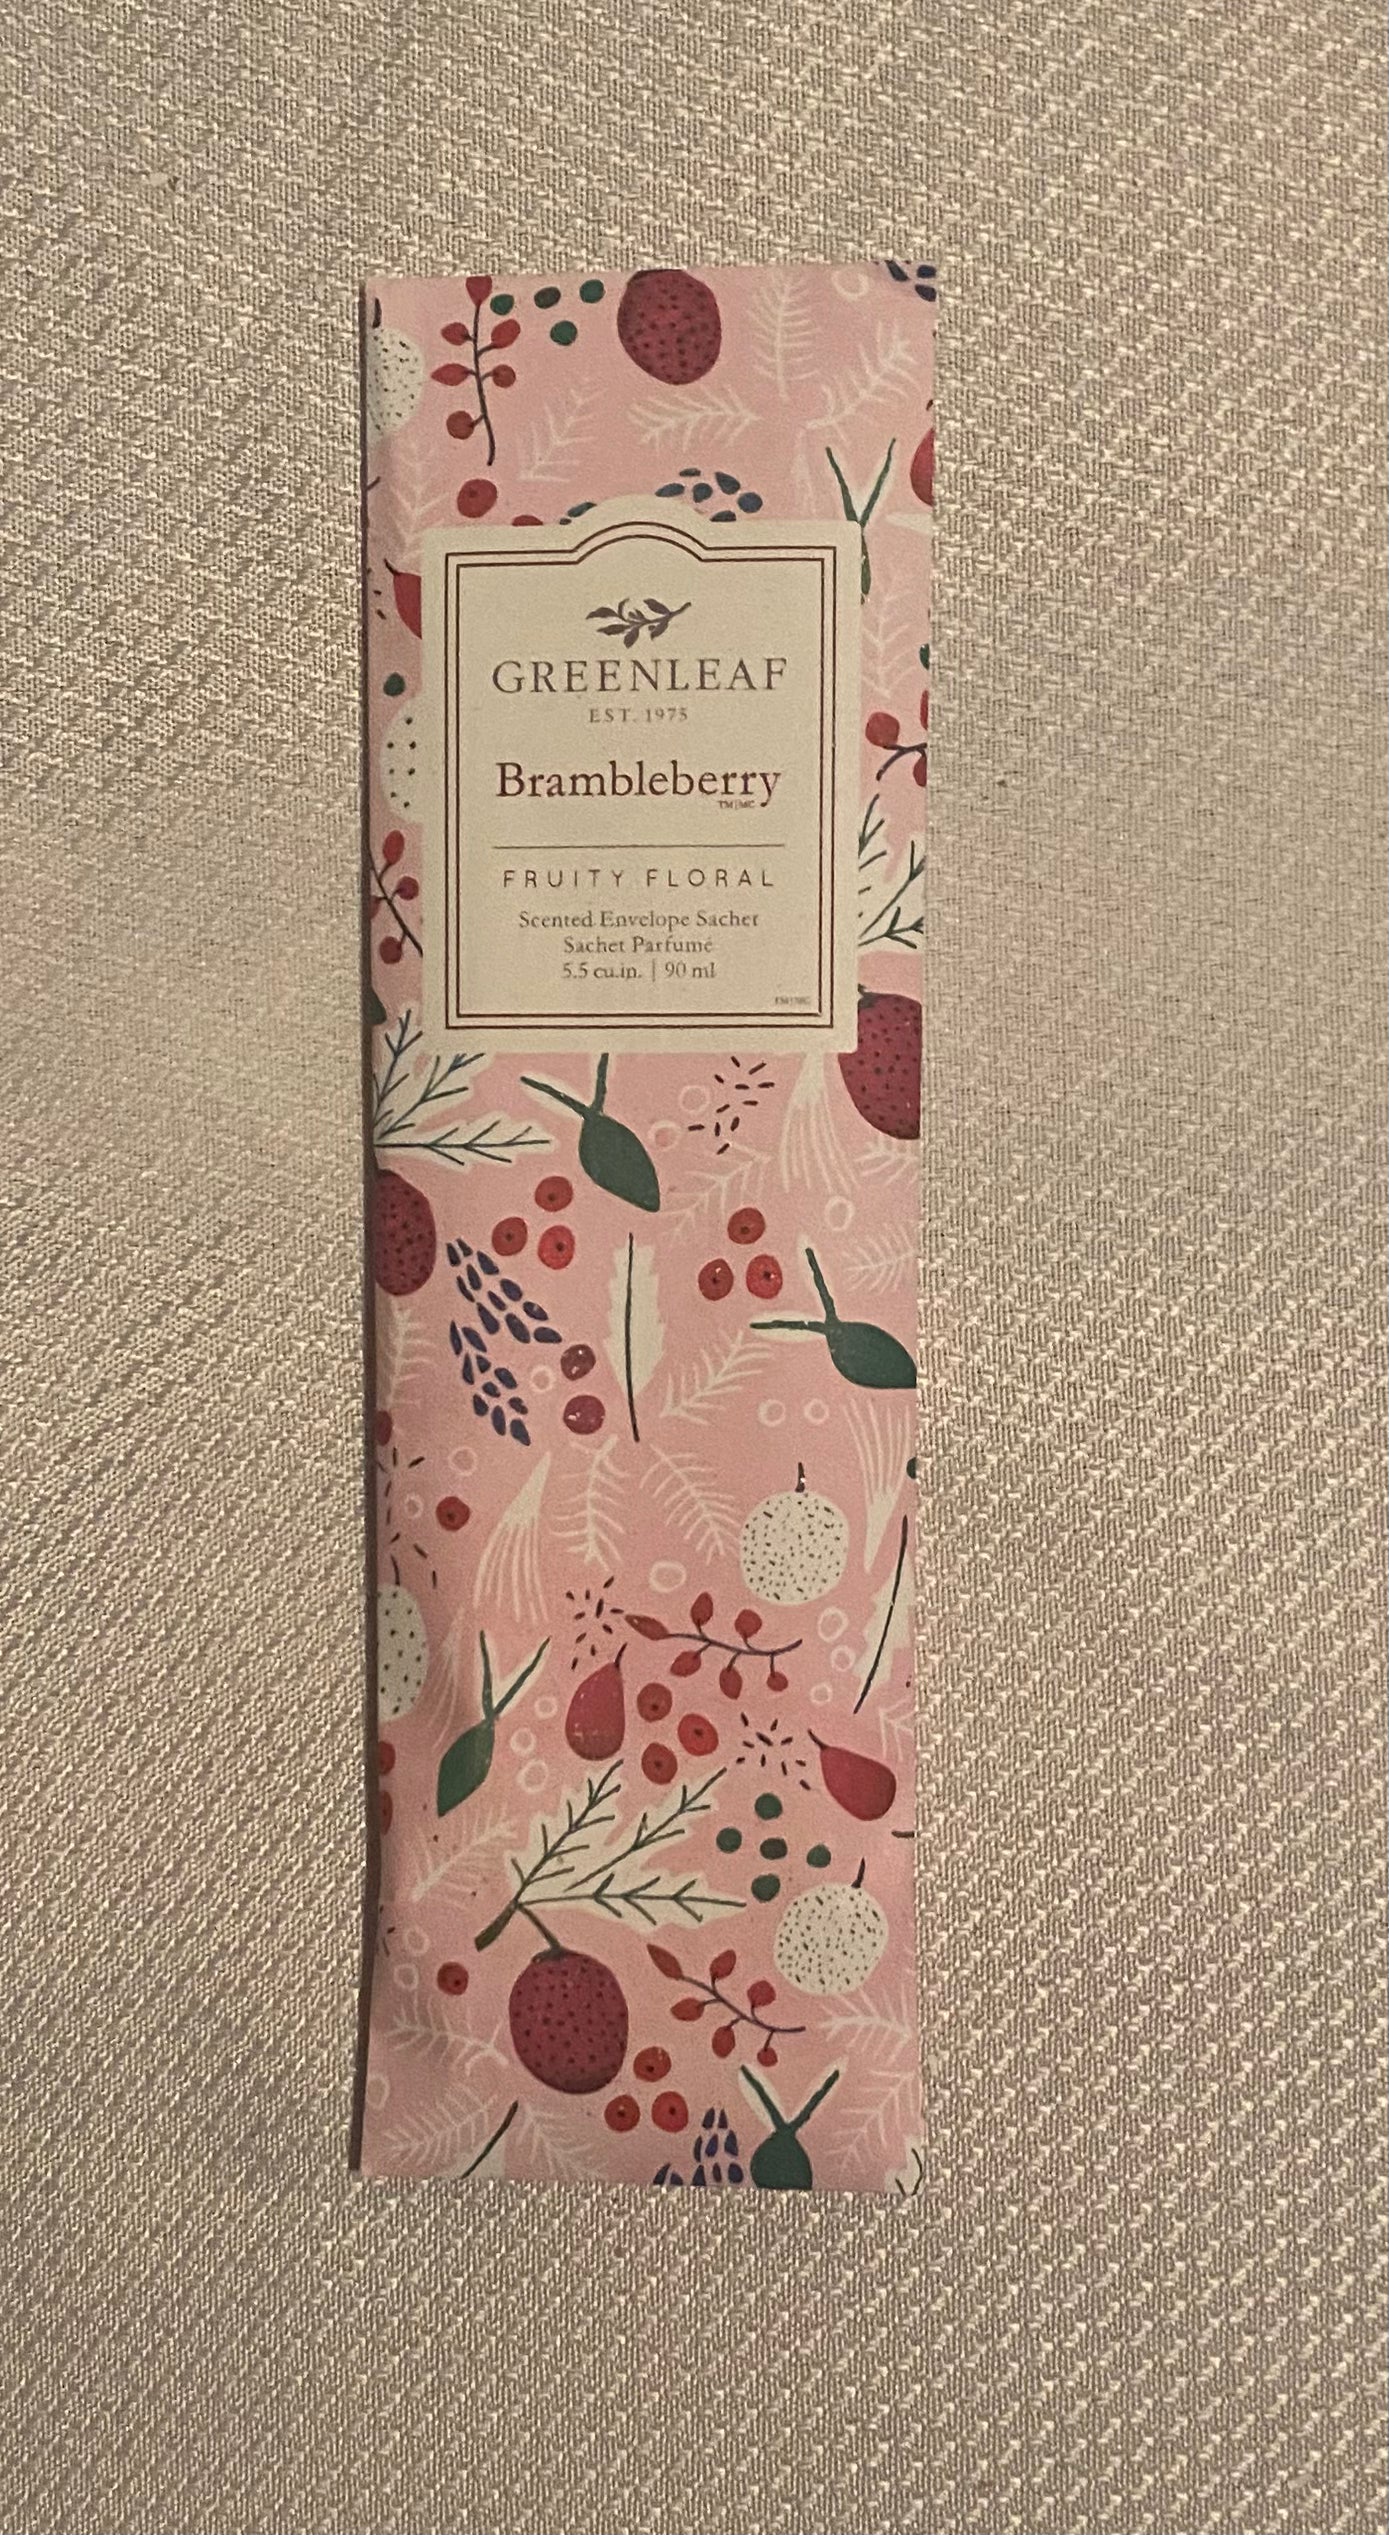 GREENLEAF
EST. 1975
Brambleberry
TM|MC
FRUITY FLORAL
Scented Envelope Sachet
Sachet Parfumé
5.5 cu.in. | 90 ml